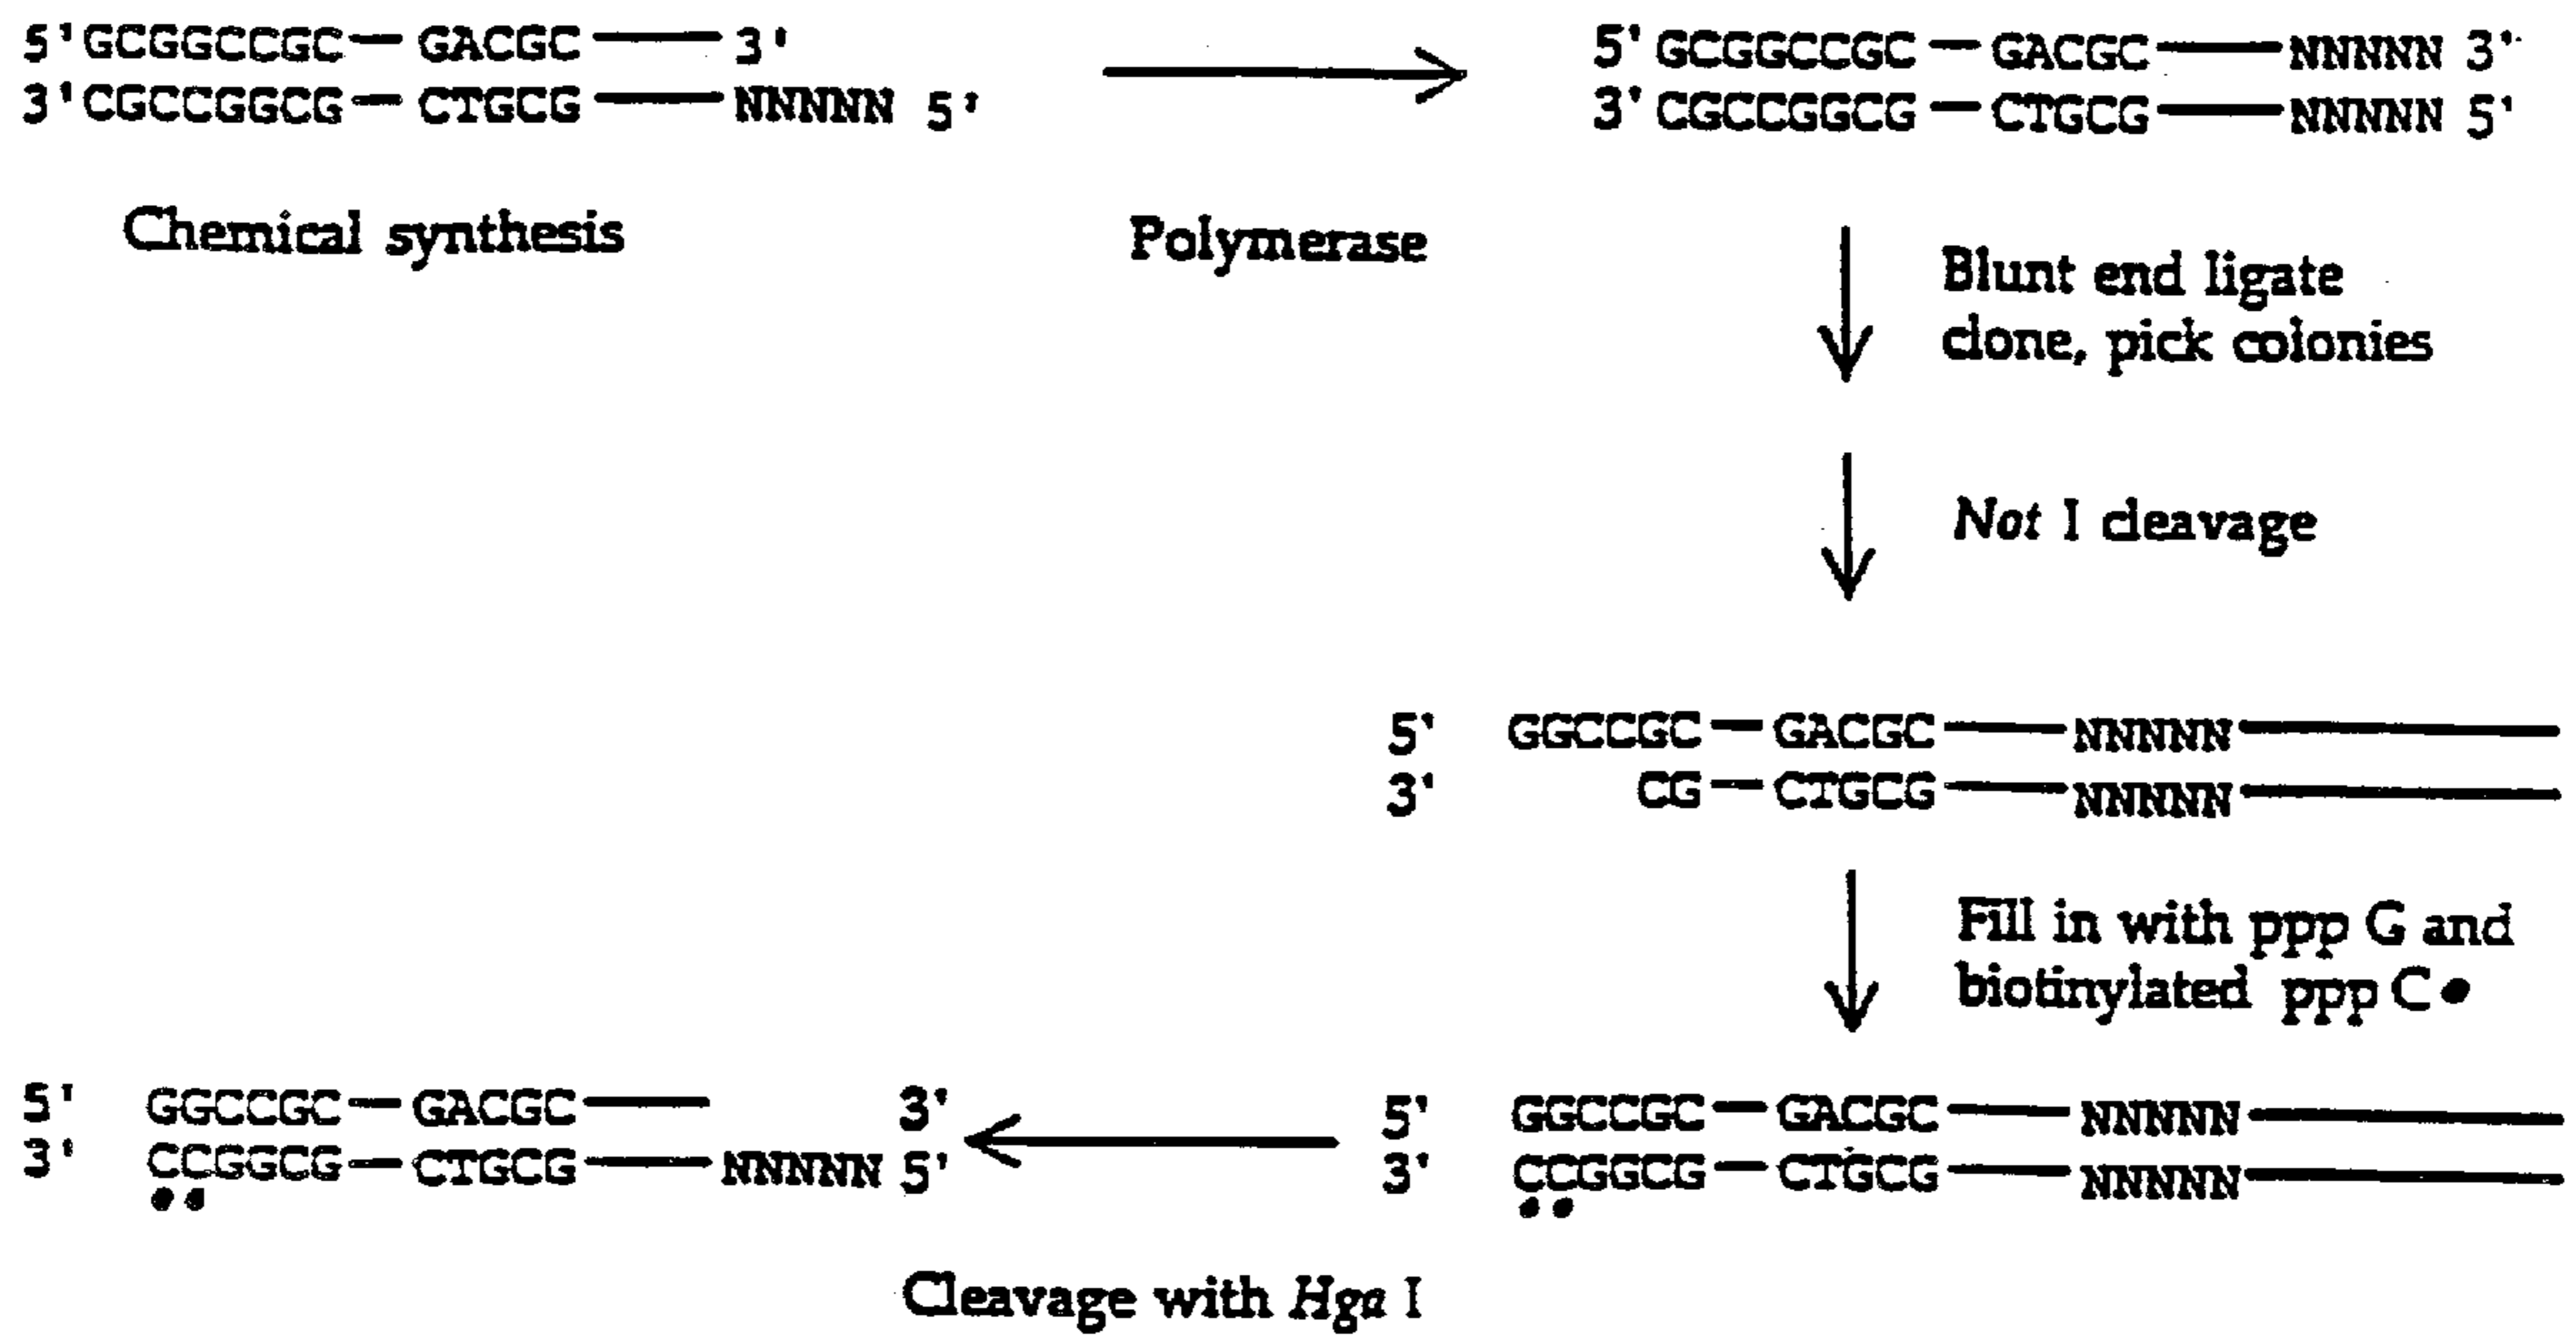 5'GCGGCCGC — GACGC —— 3'
3'CGCCGGCG — CTGCG —— NNNNN 5'
Chemical synthesis
Polymerase
5' GCGGCCGC — GACGC —— NNNNN 3'
3' CGCCGGCG — CTGCG —— NNNNN 5'
Blunt end ligate
clone, pick colonies
Not I cleavage
5' GGCCGC — GACGC —— NNNNN ——
3' CG — CTGCG —— NNNNN ——
Fill in with ppp G and
biotinylated ppp C •
5' GGCCGC — GACGC —— NNNNN ——
3' CCGGCG — CTGCG —— NNNNN ——
5' GGCCGC — GACGC —— 3'
3' CCGGCG — CTGCG —— NNNNN 5'
Cleavage with Hga I